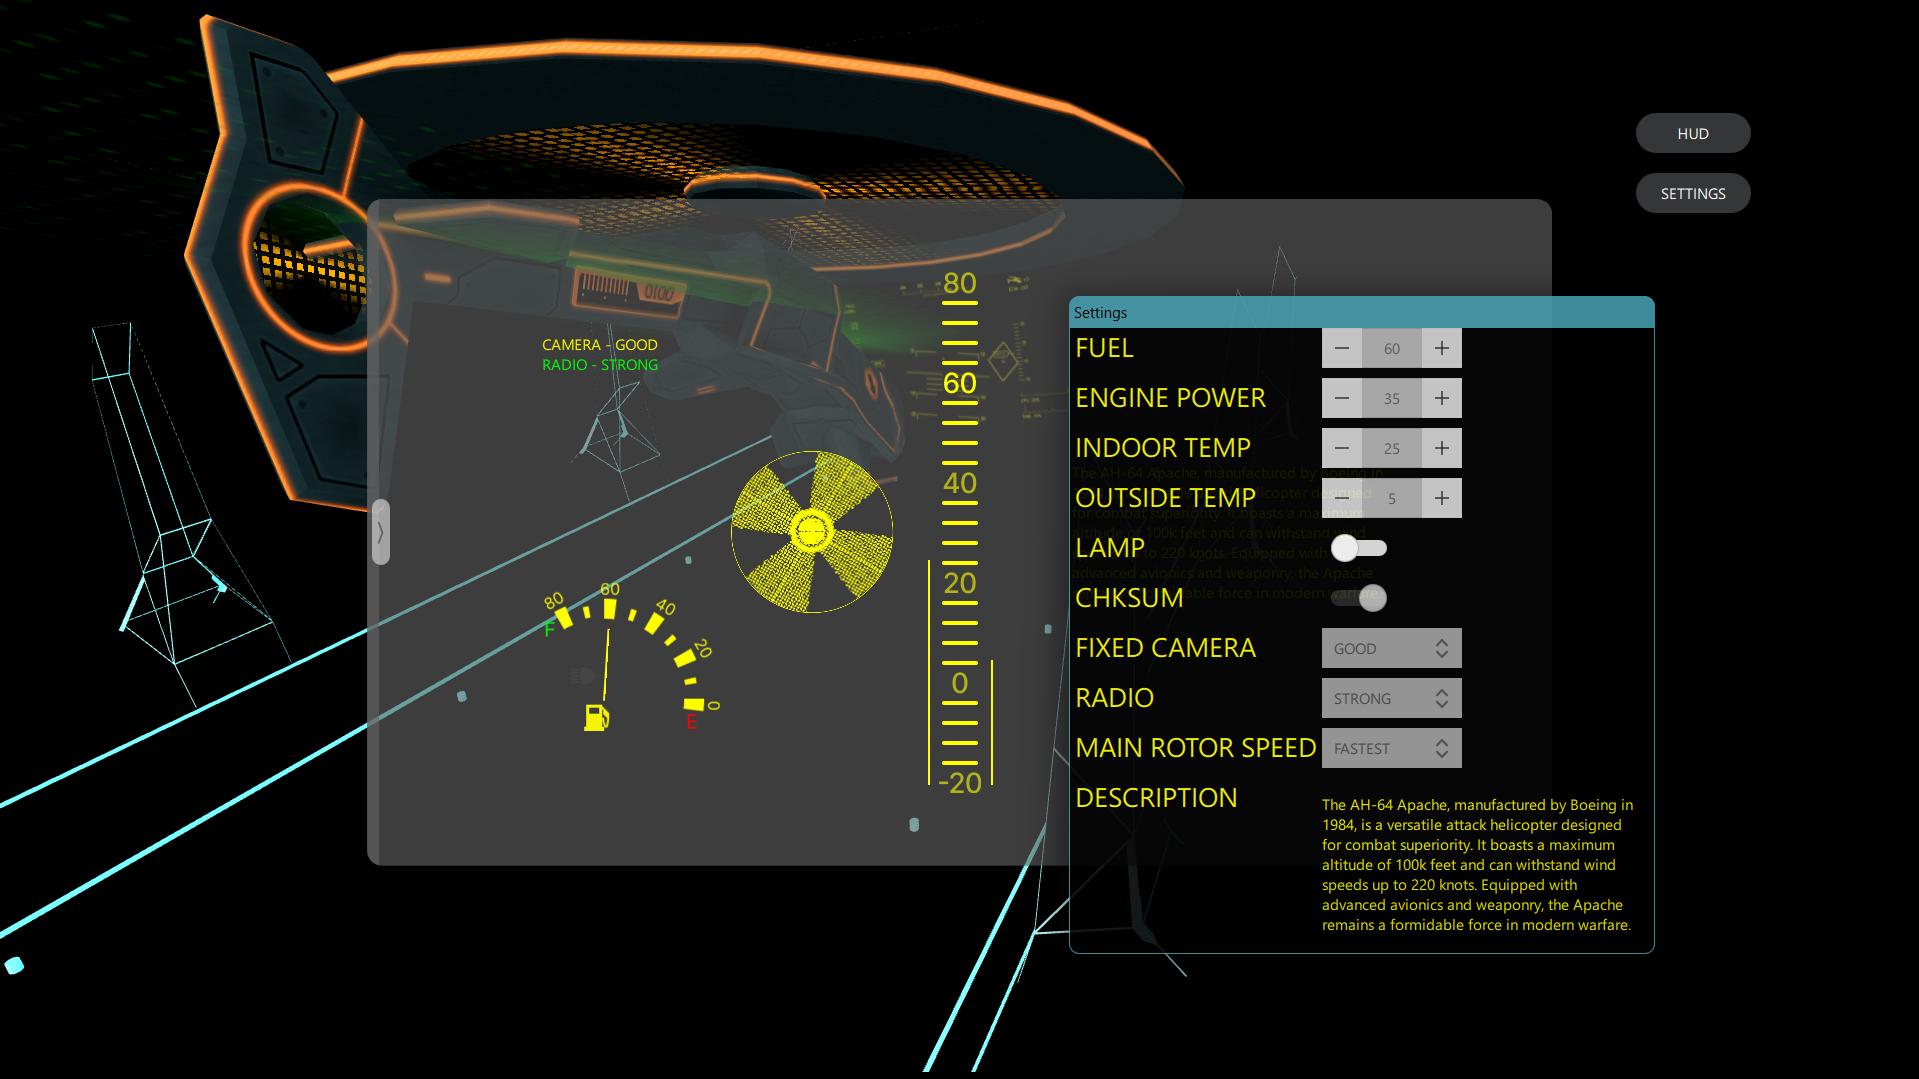 HUD
SETTINGS
0100
CAMERA - GOOD
RADIO - STRONG
80
60
40
20
0
-20
80
60
40
20
0
F
E
Settings
FUEL
60
ENGINE POWER
35
INDOOR TEMP
25
OUTSIDE TEMP
5
LAMP
CHKSUM
FIXED CAMERA
GOOD
RADIO
STRONG
MAIN ROTOR SPEED
FASTEST
DESCRIPTION
The AH-64 Apache, manufactured by Boeing in
1984, is a versatile attack helicopter designed
for combat superiority. It boasts a maximum
altitude of 100k feet and can withstand wind
speeds up to 220 knots. Equipped with
advanced avionics and weaponry, the Apache
remains a formidable force in modern warfare.